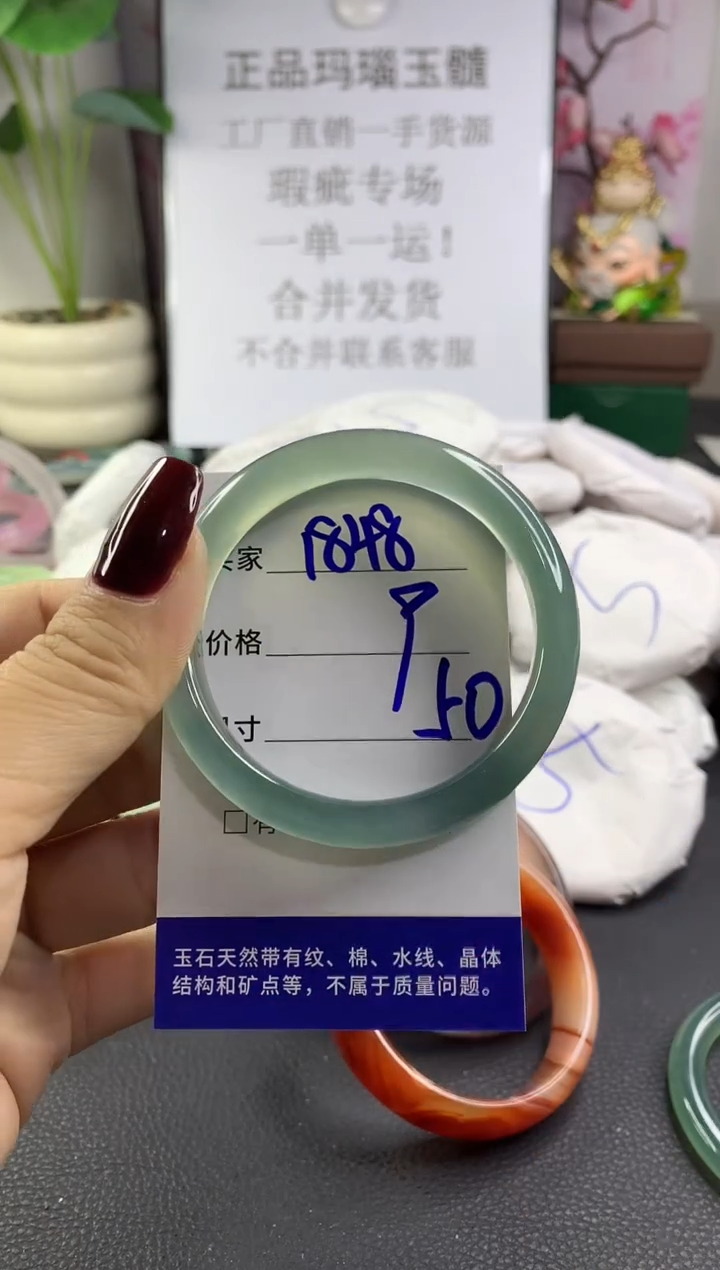 正品玛瑙玉髓
工厂直销一手货源
瑕疵专场
一单一运！
合并发货
不合并联系客服
家 1848
价格
寸 50
□有
玉石天然带有纹、棉、水线、晶体
结构和矿点等，不属于质量问题。